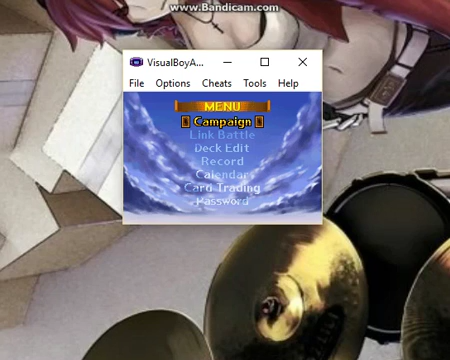 www.Bandicam.com
VisualBoyA...
File Options Cheats Tools Help
MENU
Campaign
Link Battle
Deck Edit
Record
Calendar
Card Trading
Password